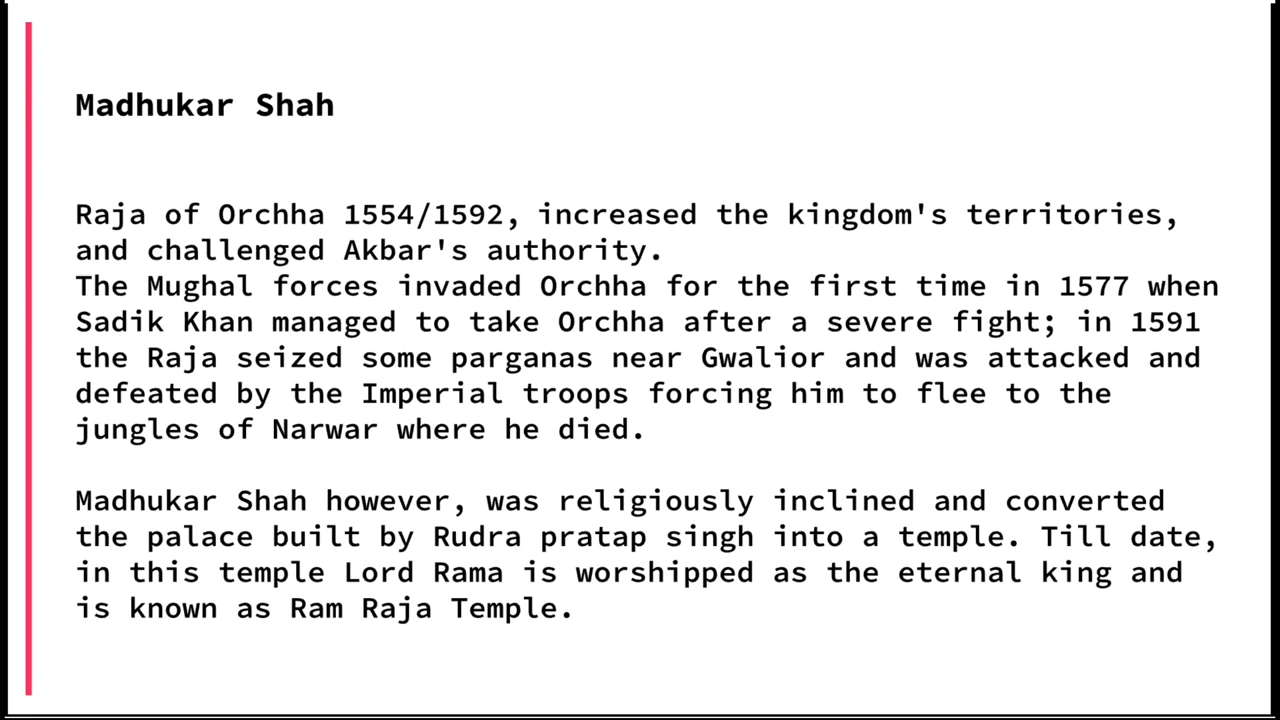 Madhukar Shah
Raja of Orchha 1554/1592, increased the kingdom's territories,
and challenged Akbar's authority.
The Mughal forces invaded Orchha for the first time in 1577 when
Sadik Khan managed to take Orchha after a severe fight; in 1591
the Raja seized some parganas near Gwalior and was attacked and
defeated by the Imperial troops forcing him to flee to the
jungles of Narwar where he died.
Madhukar Shah however, was religiously inclined and converted
the palace built by Rudra pratap singh into a temple. Till date,
in this temple Lord Rama is worshipped as the eternal king and
is known as Ram Raja Temple.